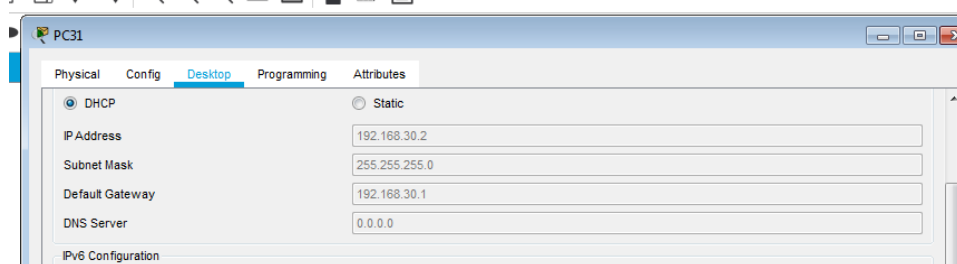 PC31
Physical Config Desktop Programming Attributes
DHCP Static
IP Address 192.168.30.2
Subnet Mask 255.255.255.0
Default Gateway 192.168.30.1
DNS Server 0.0.0.0
IPv6 Configuration